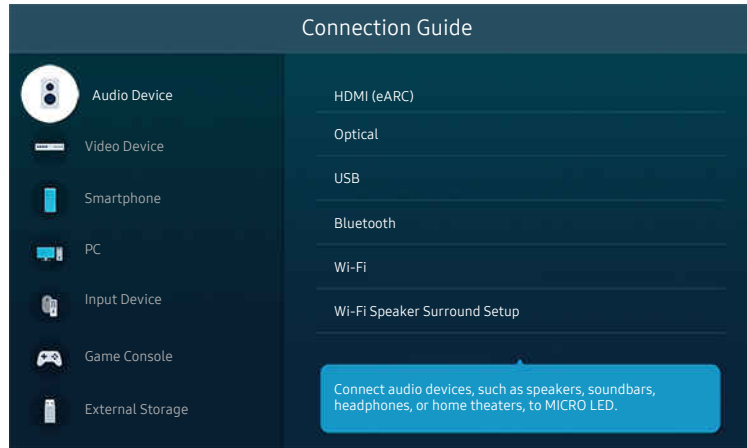 Connection Guide
Audio Device
Video Device
Smartphone
PC
Input Device
Game Console
External Storage
HDMI (eARC)
Optical
USB
Bluetooth
Wi-Fi
Wi-Fi Speaker Surround Setup
Connect audio devices, such as speakers, soundbars,
headphones, or home theaters, to MICRO LED.